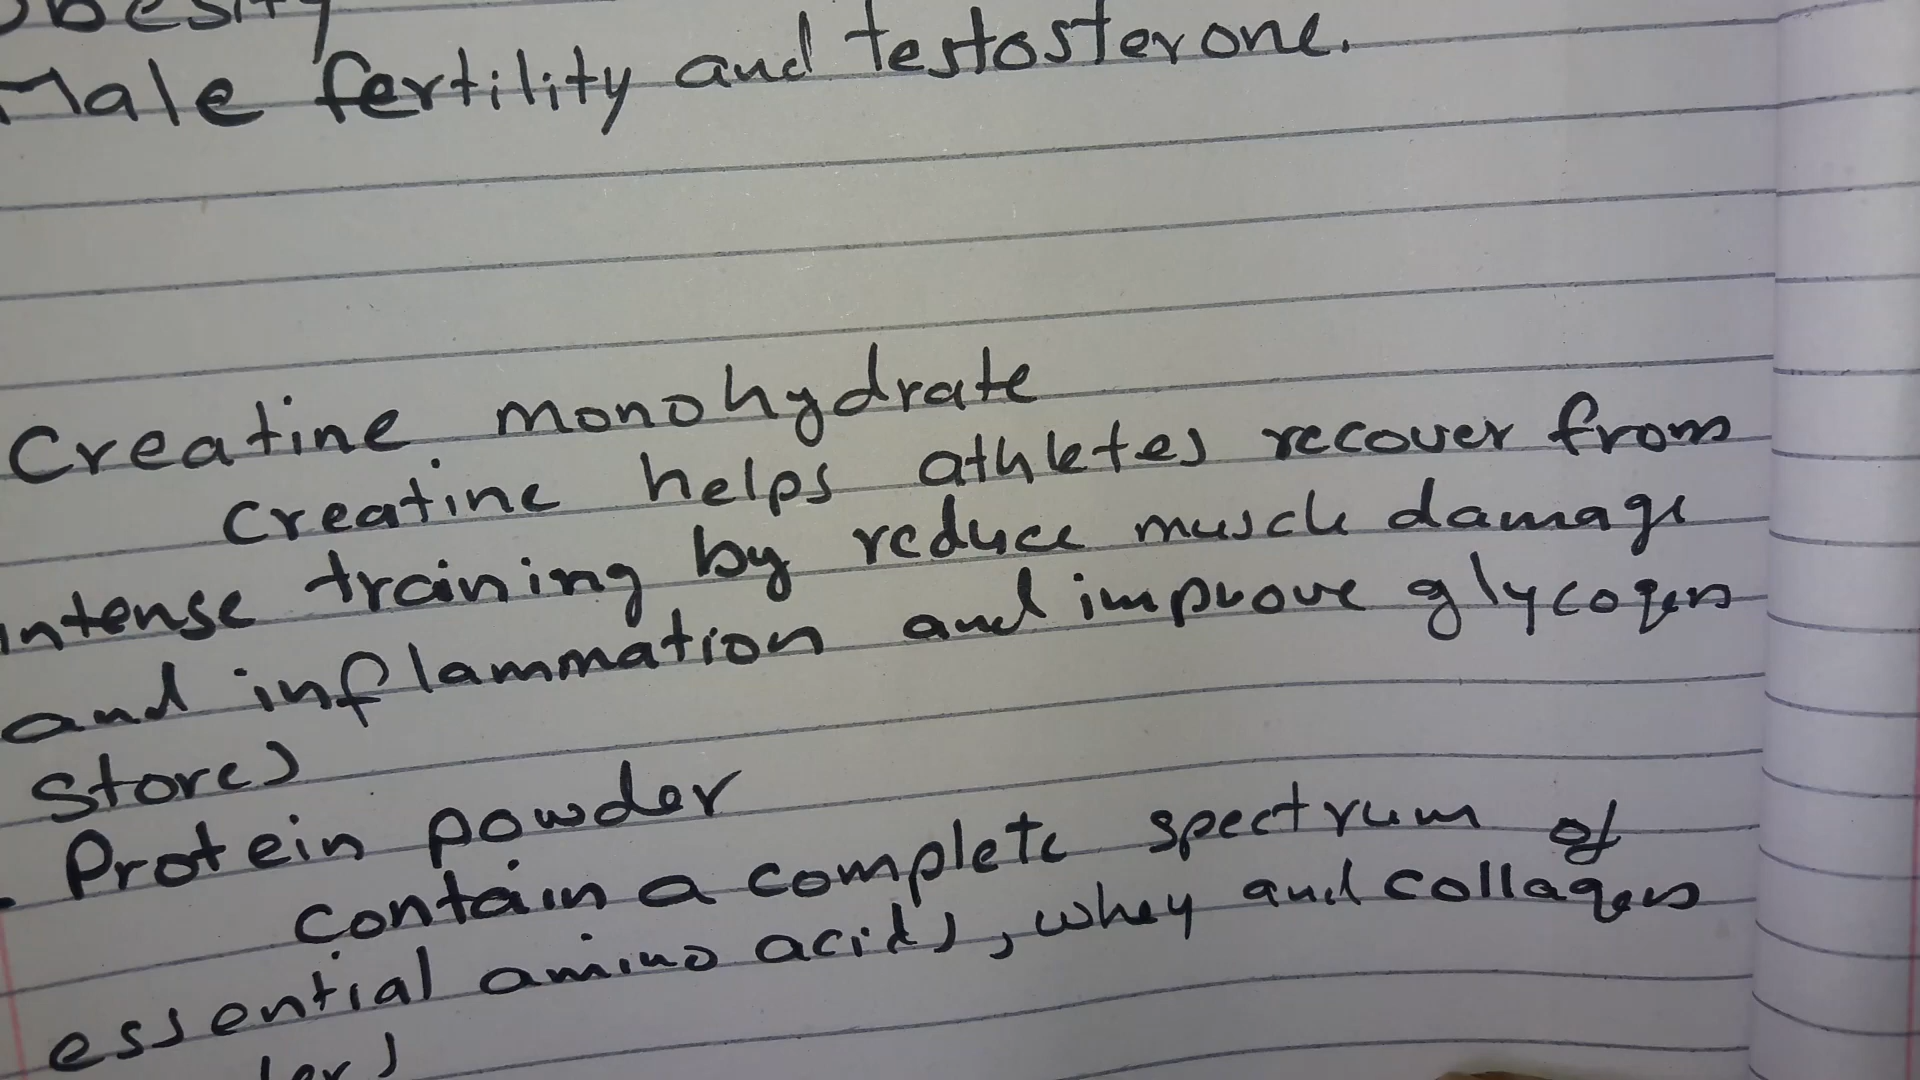 Obesity
Male fertility and testosterone.
Creatine monohydrate
Creatine helps athletes recover from
intense training by reduce muscle damage
and inflammation and improve glycogen
stores
Protein powder
contain a complete spectrum of
essential amino acids, whey and collagen